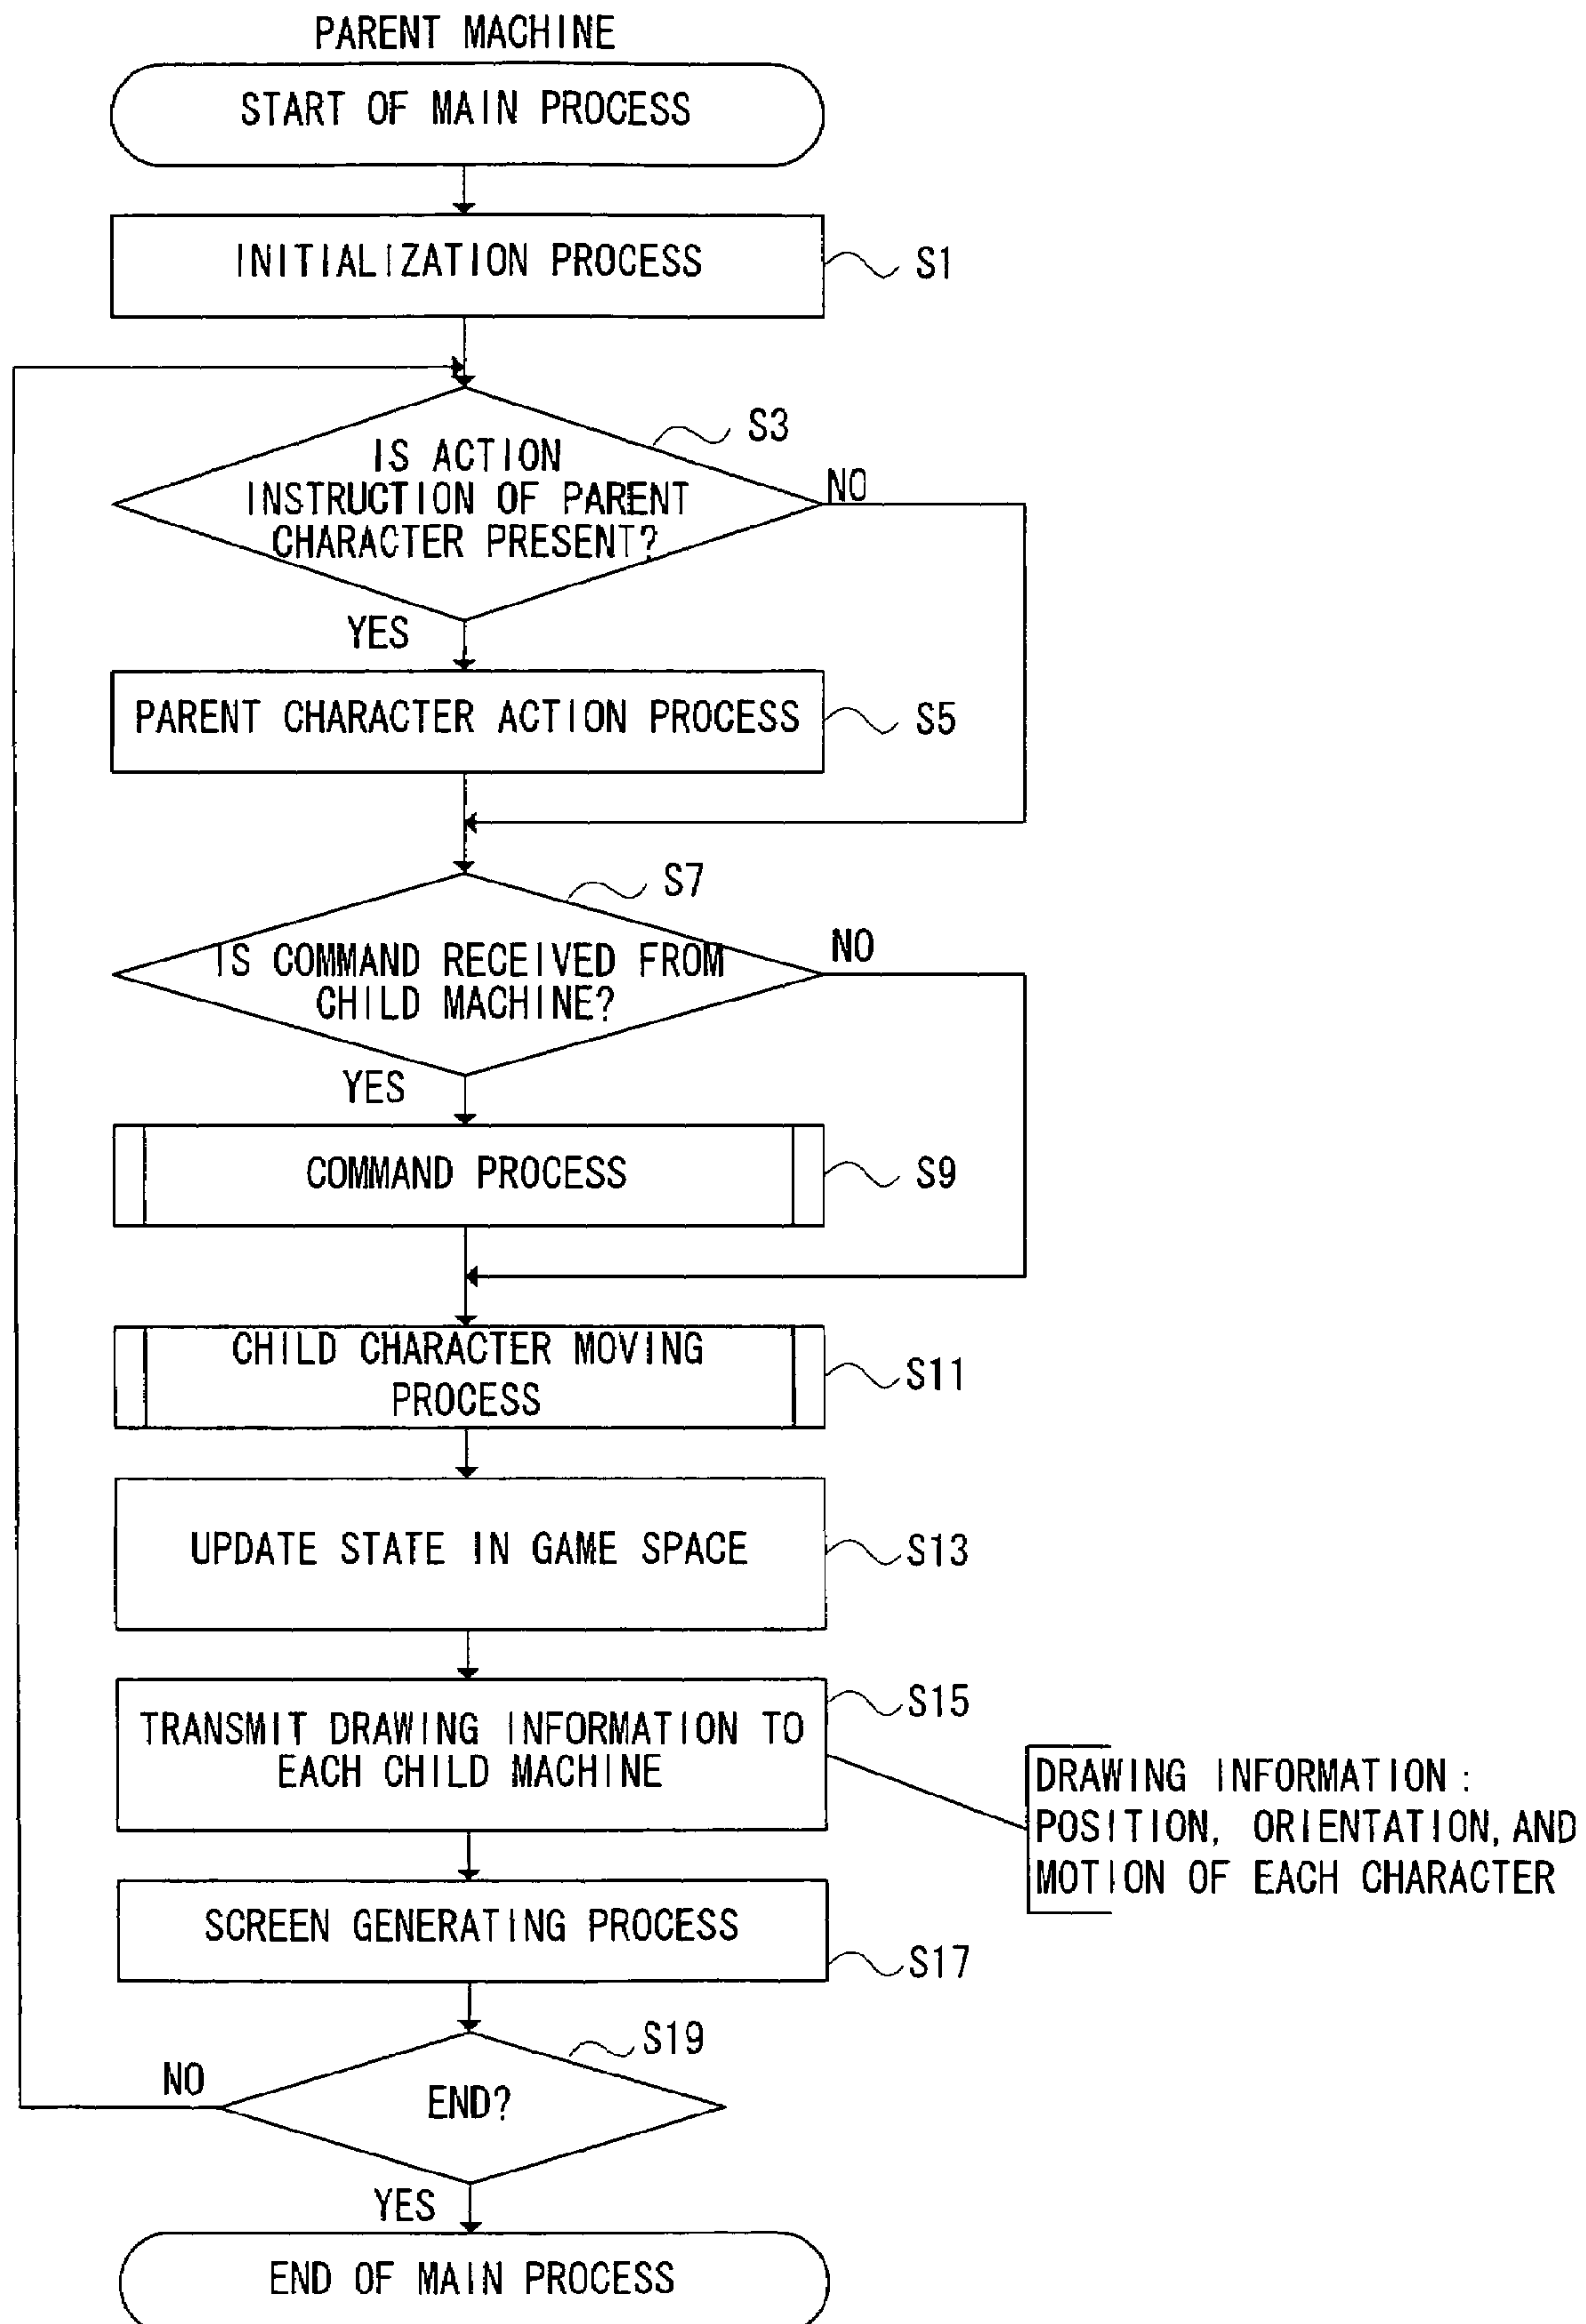 PARENT MACHINE
START OF MAIN PROCESS
INITIALIZATION PROCESS
S1
S3
IS ACTION
INSTRUCTION OF PARENT
CHARACTER PRESENT?
NO
YES
PARENT CHARACTER ACTION PROCESS
S5
S7
IS COMMAND RECEIVED FROM
CHILD MACHINE?
NO
YES
COMMAND PROCESS
S9
CHILD CHARACTER MOVING
PROCESS
S11
UPDATE STATE IN GAME SPACE
S13
S15
TRANSMIT DRAWING INFORMATION TO
EACH CHILD MACHINE
DRAWING INFORMATION:
POSITION, ORIENTATION, AND
MOTION OF EACH CHARACTER
SCREEN GENERATING PROCESS
S17
S19
END?
NO
YES
END OF MAIN PROCESS